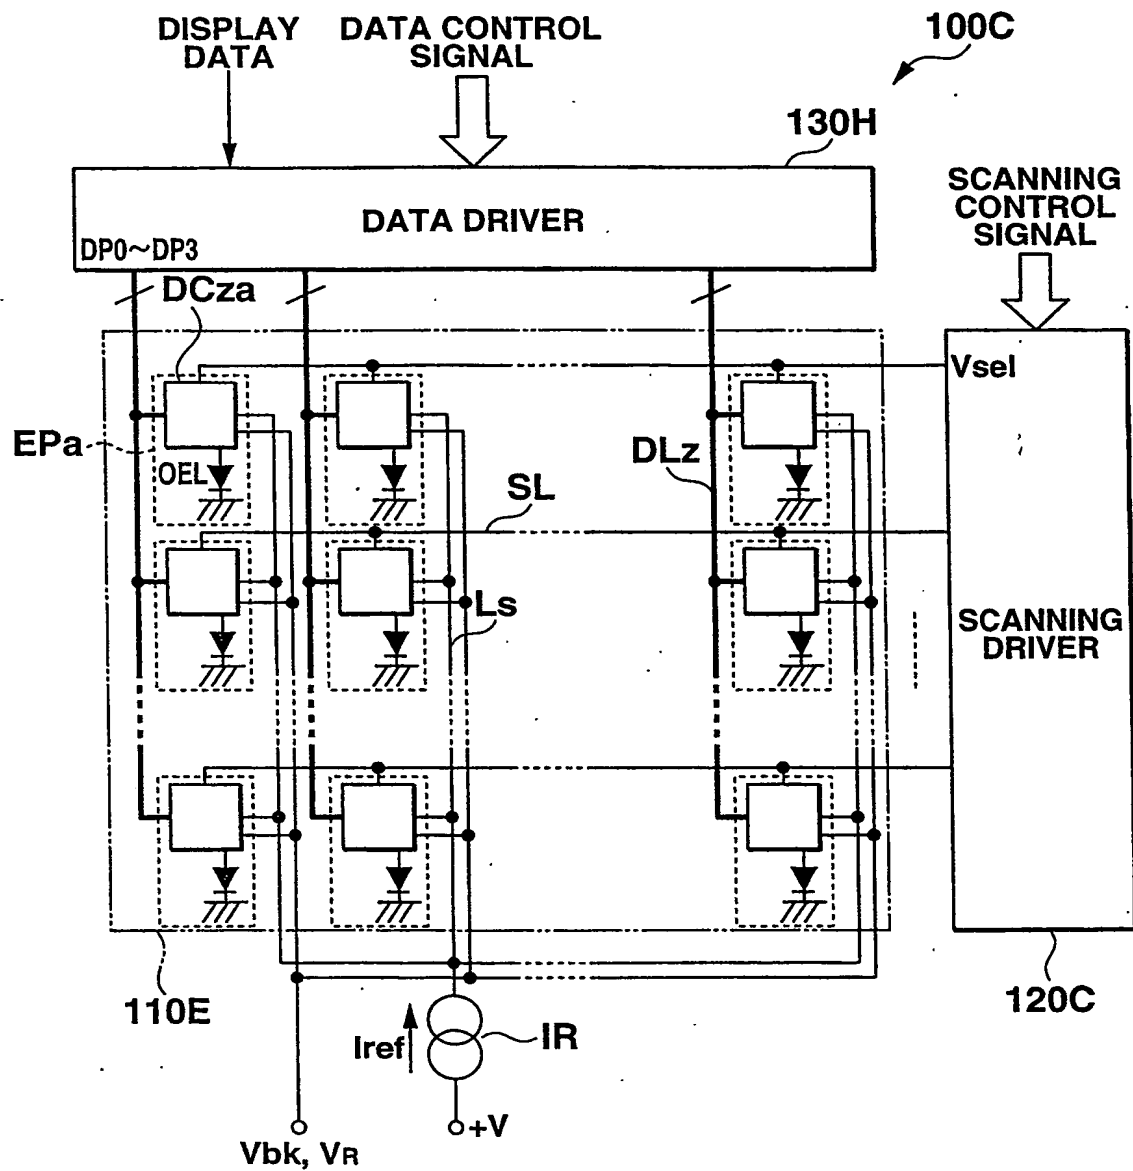 DISPLAY
DATA
DATA CONTROL
SIGNAL
100C
130H
DATA DRIVER
DP0~DP3
SCANNING
CONTROL
SIGNAL
DCza
Vsel
EPa
OEL
DLz
SL
Ls
SCANNING
DRIVER
110E
120C
Iref
IR
+V
Vbk, VR